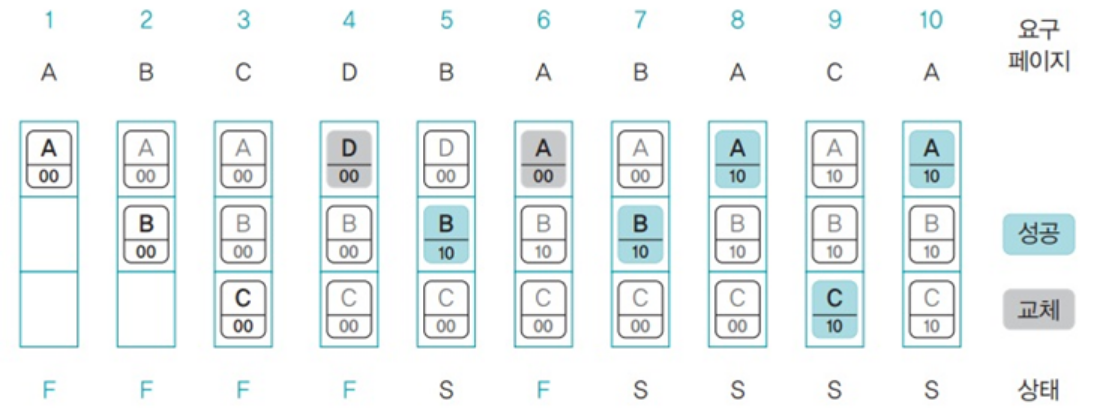 1 2 3 4 5 6 7 8 9 10 요구
페이지
A B C D B A B A C A
A A A D D A A A A A
00 00 00 00 00 00 00 10 10 10
B B B B B B B B B
00 00 00 10 10 10 10 10 10
성공
C C C C C C C C
00 00 00 00 00 00 10 10
교체
F F F F S F S S S S 상태